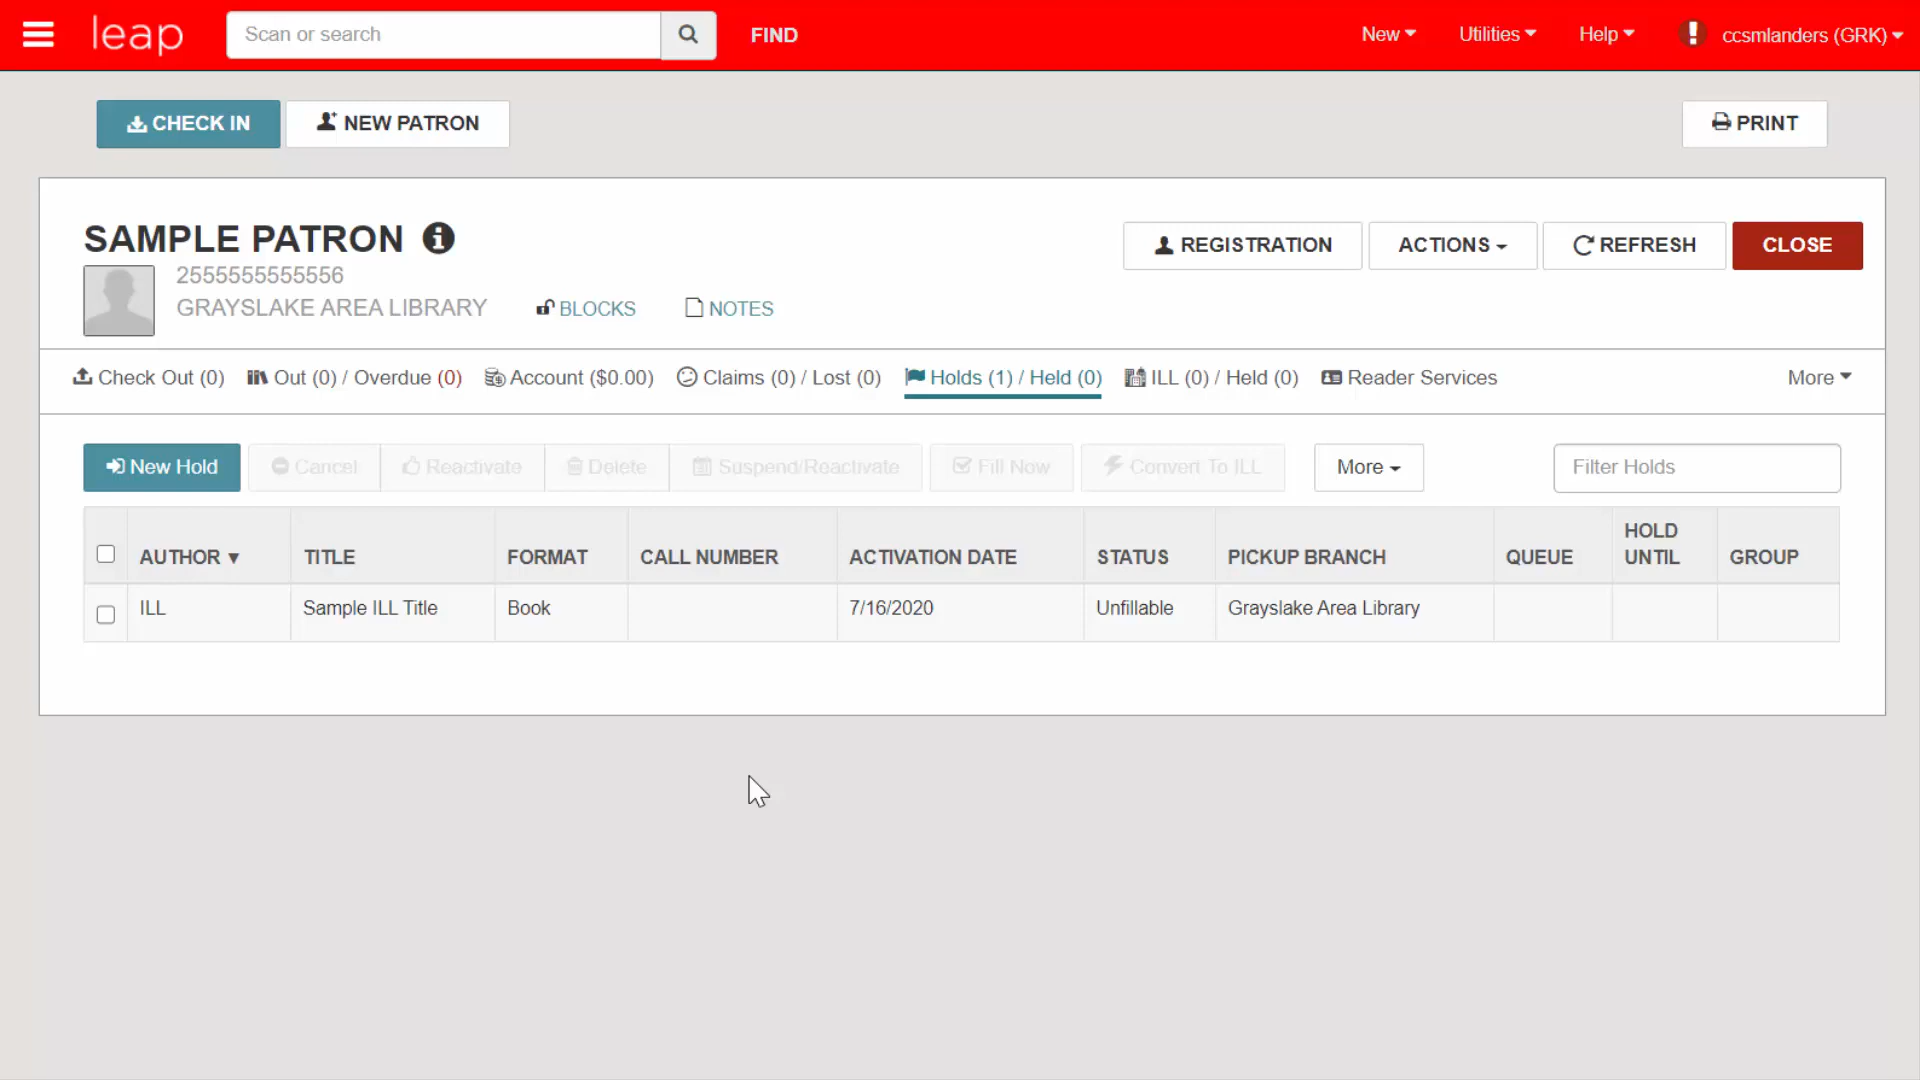 leap Scan or search FIND New Utilities Help ccsmlanders (GRK)
CHECK IN NEW PATRON PRINT
SAMPLE PATRON REGISTRATION ACTIONS REFRESH CLOSE
2555555555556
GRAYSLAKE AREA LIBRARY BLOCKS NOTES
Check Out (0) Out (0) / Overdue (0) Account ($0.00) Claims (0) / Lost (0) Holds (1) / Held (0) ILL (0) / Held (0) Reader Services More
New Hold Cancel Reactivate Delete Suspend/Reactivate Fill Now Convert To ILL More Filter Holds
AUTHOR TITLE FORMAT CALL NUMBER ACTIVATION DATE STATUS PICKUP BRANCH QUEUE HOLD UNTIL GROUP
ILL Sample ILL Title Book 7/16/2020 Unfillable Grayslake Area Library